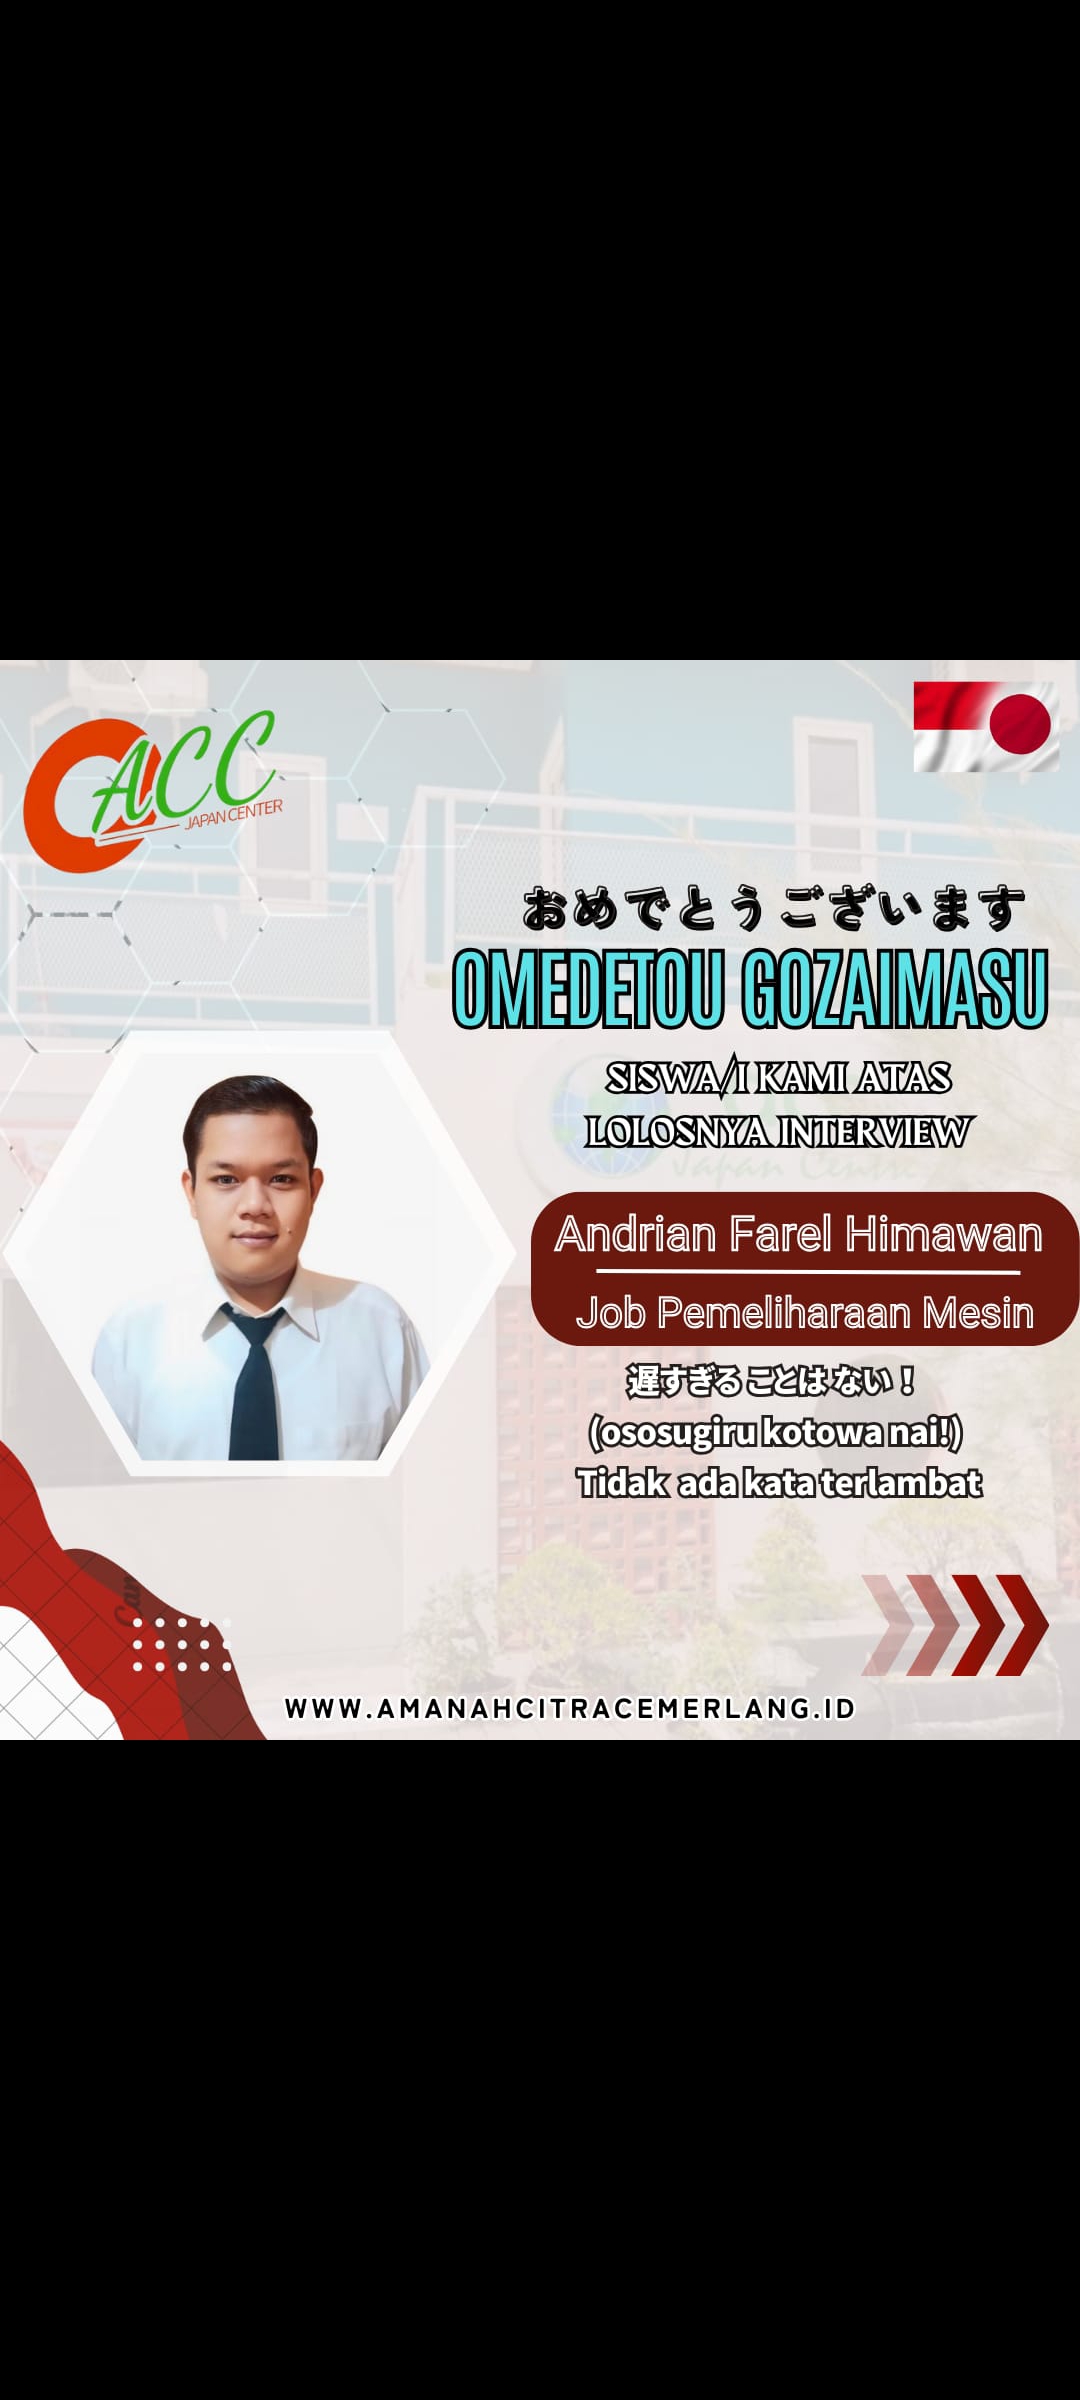 ACC
JAPAN CENTER
おめでとうございます
OMEDETOU GOZAIMASU
SISWA/I KAMI ATAS
LOLOSNYA INTERVIEW
Japan
Andrian Farel Himawan
Job Pemeliharaan Mesin
遅すぎることはない！
(ososugiru kotowa nai!)
Tidak ada kata terlambat
WWW.AMANAHCITRACEMERLANG.ID